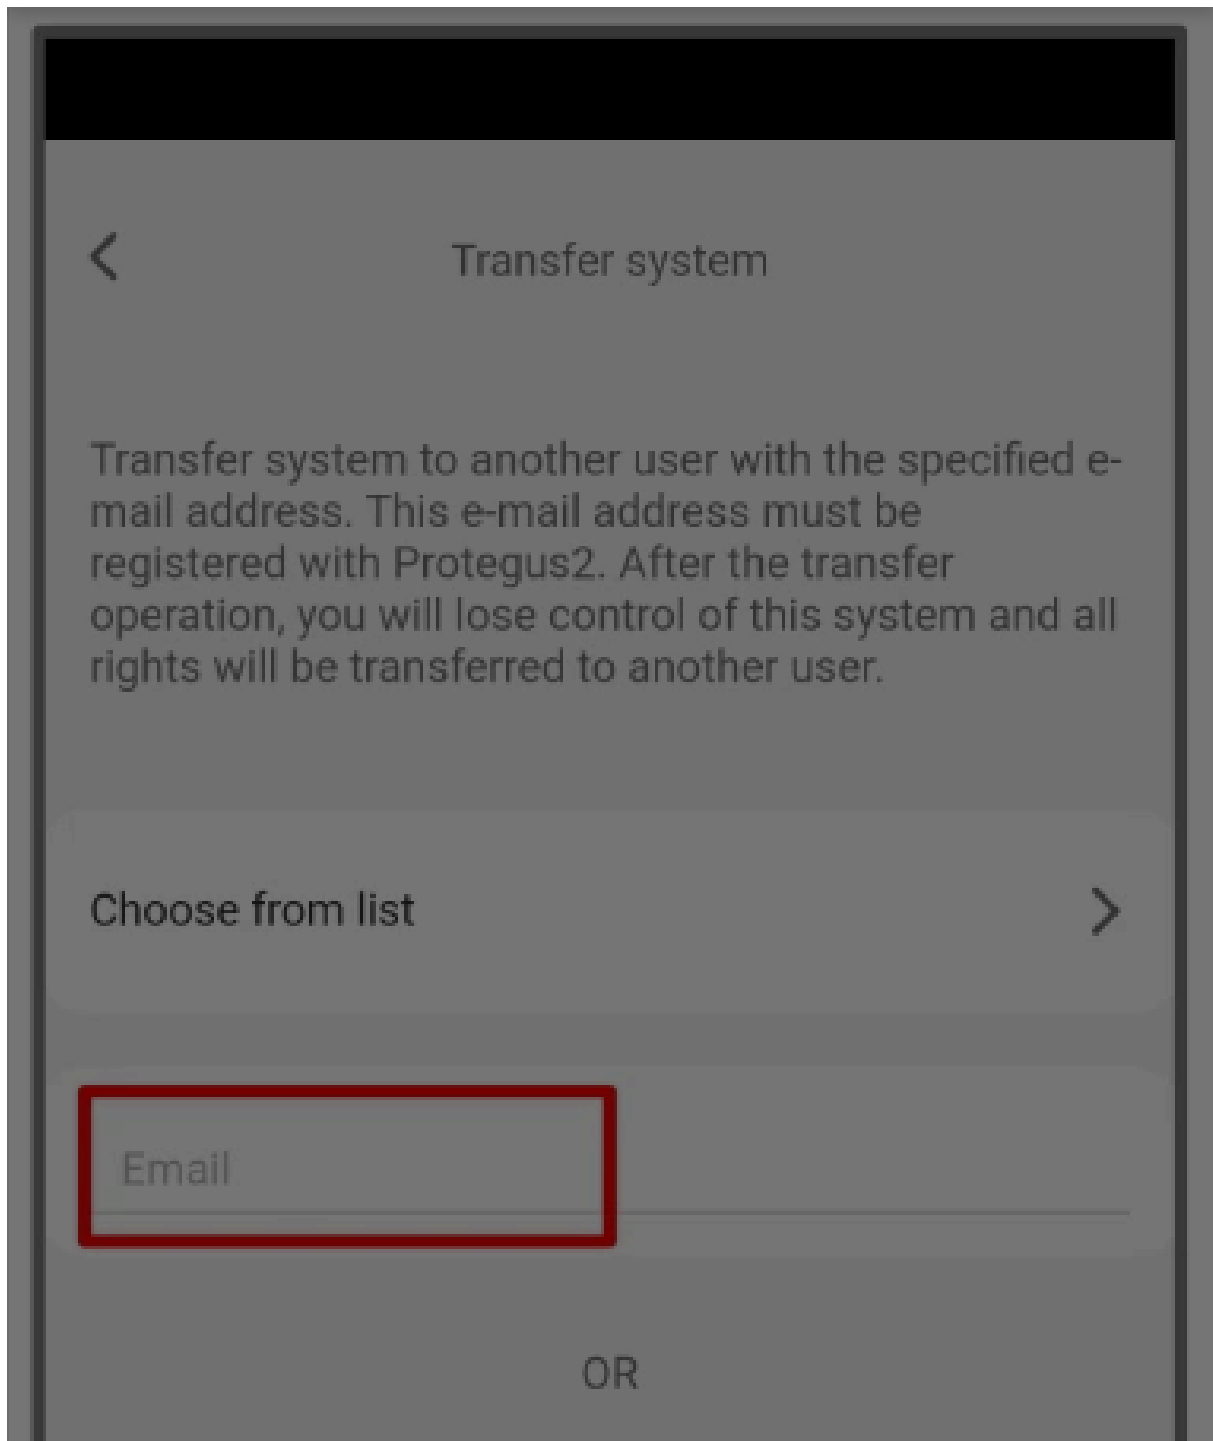 Transfer system
Transfer system to another user with the specified e-
mail address. This e-mail address must be
registered with Protegus2. After the transfer
operation, you will lose control of this system and all
rights will be transferred to another user.
Choose from list
Email
OR